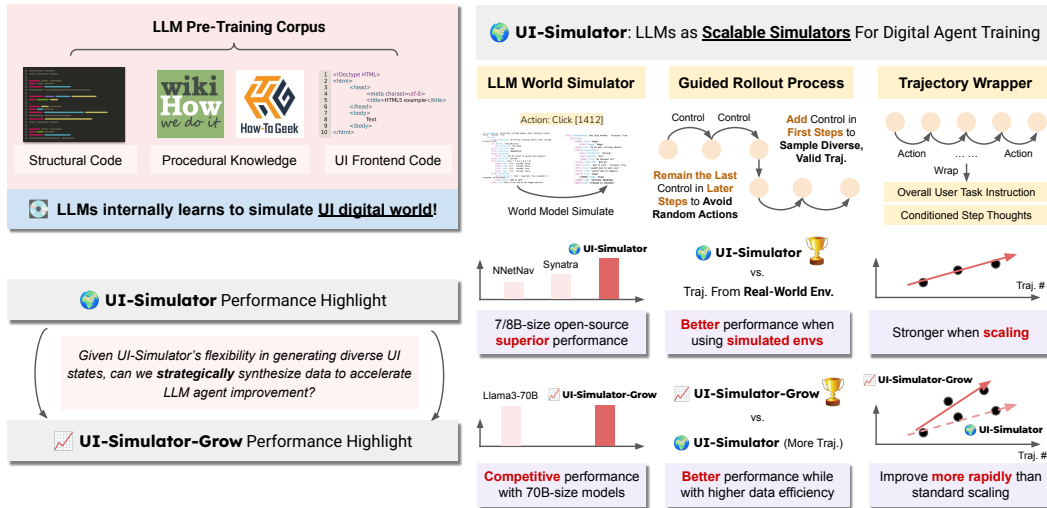 LLM Pre-Training Corpus
wiki
How
we do it
How-To Geek
1 <!Doctype HTML>
2 <html>
3 <head>
4 <meta charset=utf-8>
5 <title>HTML5 example</title>
6 </head>
7 <body>
8 Text
9 </body>
10 </html>
Structural Code
Procedural Knowledge
UI Frontend Code
LLMs internally learns to simulate UI digital world!
UI-Simulator Performance Highlight
Given UI-Simulator's flexibility in generating diverse UI
states, can we strategically synthesize data to accelerate
LLM agent improvement?
UI-Simulator-Grow Performance Highlight
UI-Simulator: LLMs as Scalable Simulators For Digital Agent Training
LLM World Simulator
Action: Click [1412]
World Model Simulate
Guided Rollout Process
Control
Control
Add Control in
First Steps to
Sample Diverse,
Valid Traj.
Remain the Last
Control in Later
Steps to Avoid
Random Actions
Trajectory Wrapper
Action
... ...
Action
Wrap
Overall User Task Instruction
Conditioned Step Thoughts
NNetNav
Synatra
UI-Simulator
7/8B-size open-source
superior performance
UI-Simulator
vs.
Traj. From Real-World Env.
Better performance when
using simulated envs
Traj. #
Stronger when scaling
Llama3-70B
UI-Simulator-Grow
Competitive performance
with 70B-size models
UI-Simulator-Grow
vs.
UI-Simulator (More Traj.)
Better performance while
with higher data efficiency
UI-Simulator-Grow
UI-Simulator
Traj. #
Improve more rapidly than
standard scaling